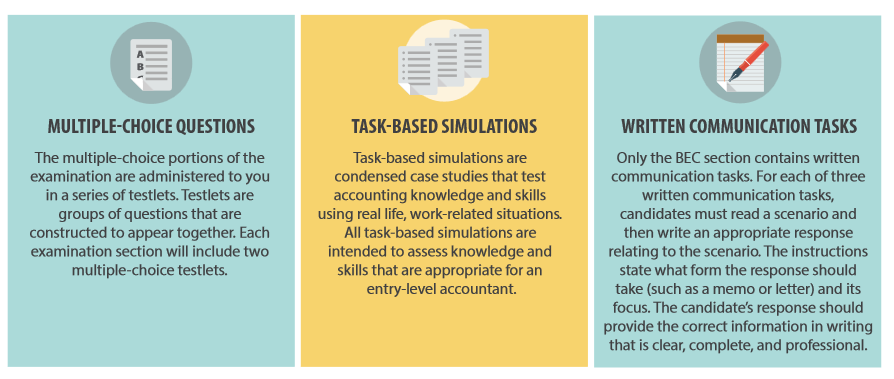 A
B
C
MULTIPLE-CHOICE QUESTIONS
The multiple-choice portions of the
examination are administered to you
in a series of testlets. Testlets are
groups of questions that are
constructed to appear together. Each
examination section will include two
multiple-choice testlets.
TASK-BASED SIMULATIONS
Task-based simulations are
condensed case studies that test
accounting knowledge and skills
using real life, work-related situations.
All task-based simulations are
intended to assess knowledge and
skills that are appropriate for an
entry-level accountant.
WRITTEN COMMUNICATION TASKS
Only the BEC section contains written
communication tasks. For each of three
written communication tasks,
candidates must read a scenario and
then write an appropriate response
relating to the scenario. The instructions
state what form the response should
take (such as a memo or letter) and its
focus. The candidate’s response should
provide the correct information in writing
that is clear, complete, and professional.